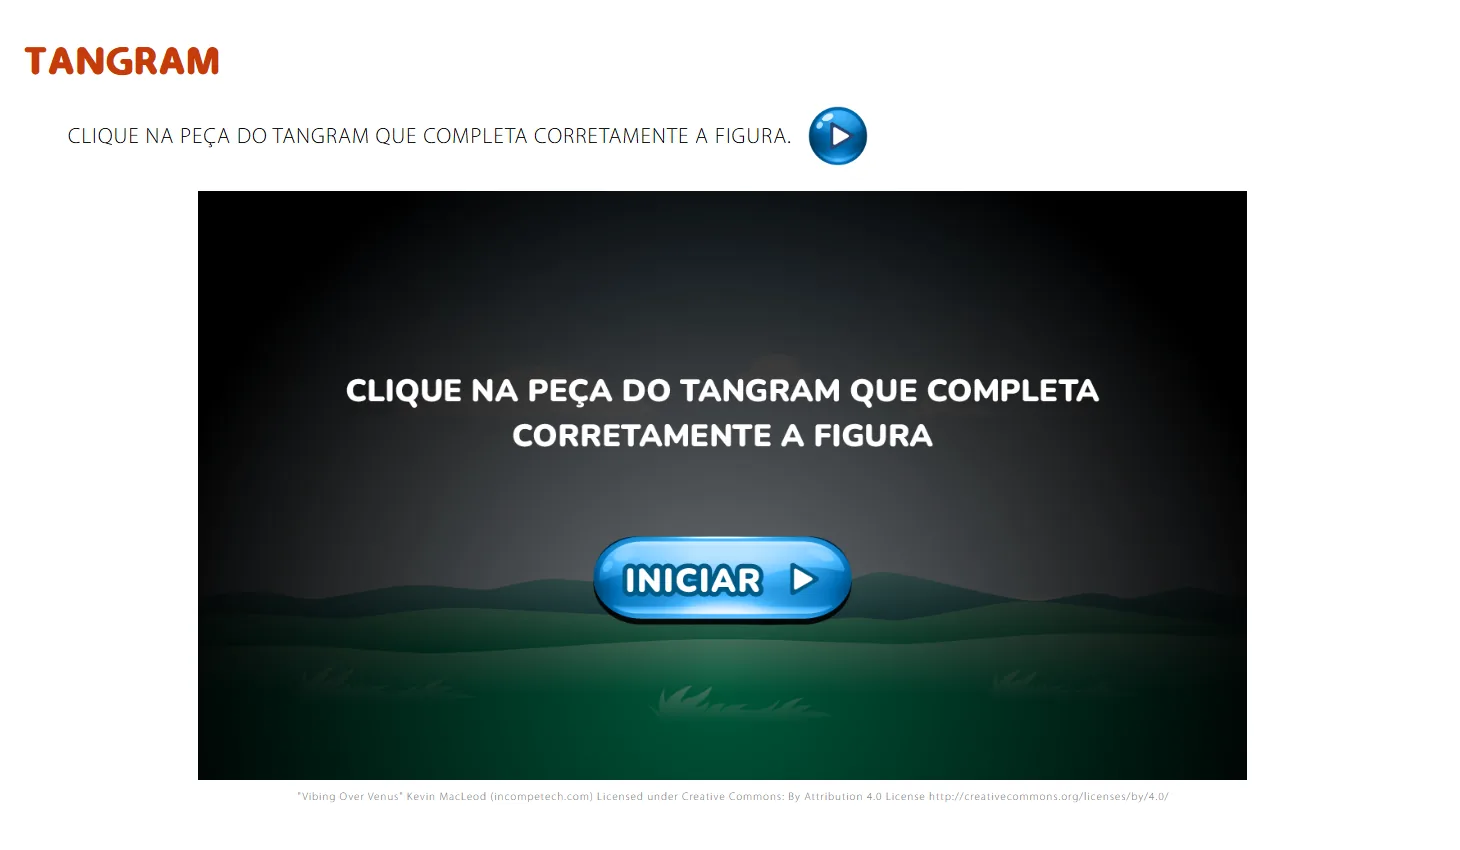 TANGRAM
CLIQUE NA PEÇA DO TANGRAM QUE COMPLETA CORRETAMENTE A FIGURA.
CLIQUE NA PEÇA DO TANGRAM QUE COMPLETA
CORRETAMENTE A FIGURA
INICIAR
"Vibing Over Venus" Kevin MacLeod (incompetech.com) Licensed under Creative Commons: By Attribution 4.0 License http://creativecommons.org/licenses/by/4.0/